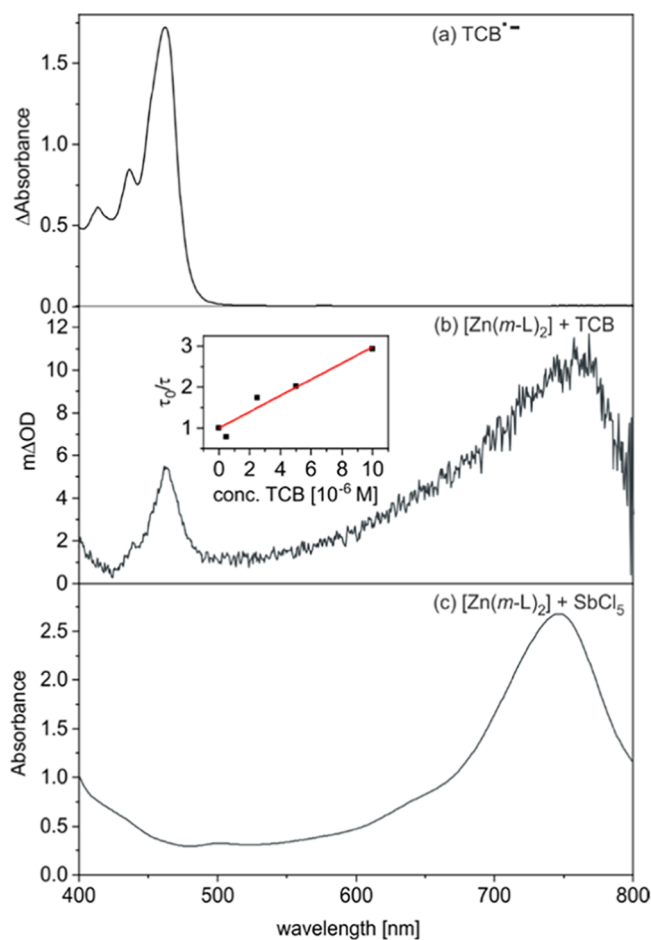 (a) TCB•−
ΔAbsorbance
1.5
1.0
0.5
0.0
(b) [Zn(m-L)2] + TCB
mΔOD
12
10
8
6
4
2
0
τ0/τ
3
2
1
0 2 4 6 8 10
conc. TCB [10-6 M]
(c) [Zn(m-L)2] + SbCl5
Absorbance
2.5
2.0
1.5
1.0
0.5
0.0
400 500 600 700 800
wavelength [nm]